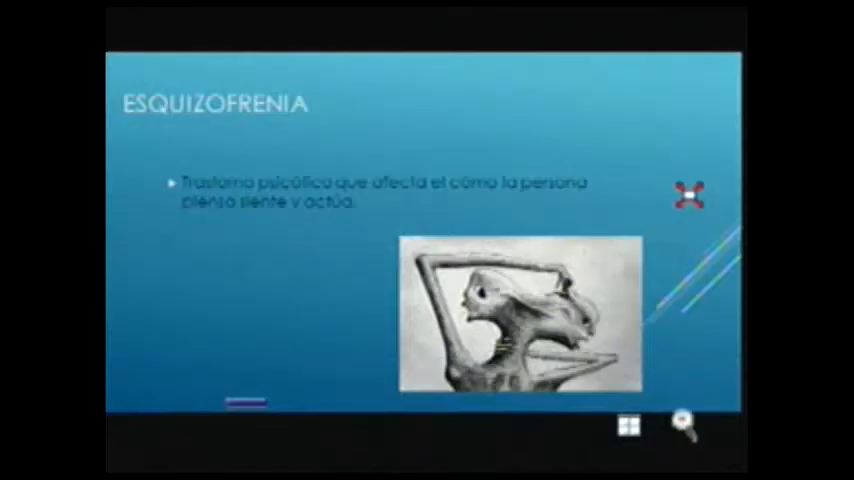 ESQUIZOFRENIA
Trastorno psicótico que afecta el cómo la persona
piensa siente y actúa.